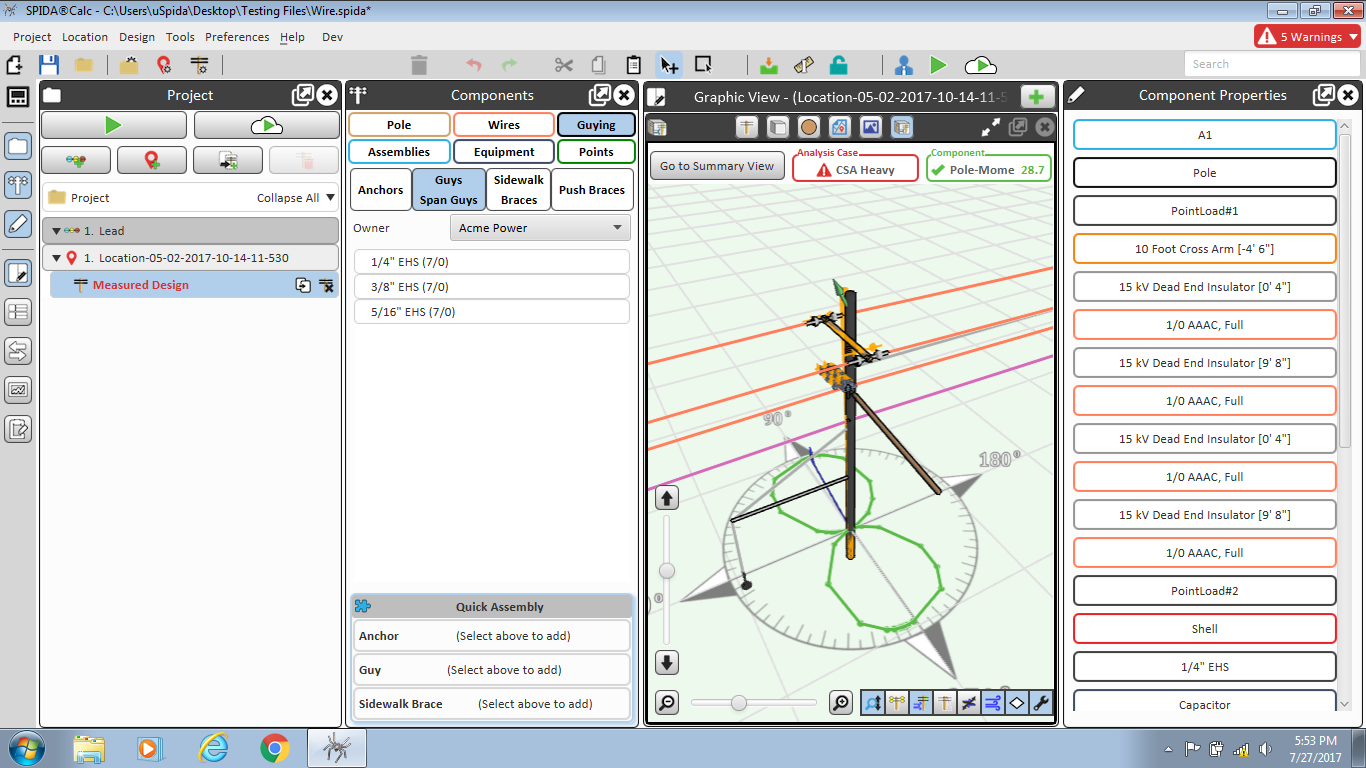 SPIDA®Calc - C:\Users\uSpida\Desktop\Testing Files\Wire.spida*
Project Location Design Tools Preferences Help Dev
5 Warnings
Search
Project
Project
Collapse All
1. Lead
1. Location-05-02-2017-10-14-11-530
Measured Design
Components
Pole Wires Guying
Assemblies Equipment Points
Anchors
Guys
Span Guys
Sidewalk
Braces
Push Braces
Owner Acme Power
1/4" EHS (7/0)
3/8" EHS (7/0)
5/16" EHS (7/0)
Quick Assembly
Anchor (Select above to add)
Guy (Select above to add)
Sidewalk Brace (Select above to add)
Graphic View - (Location-05-02-2017-10-14-11-5
Go to Summary View
Analysis Case
CSA Heavy
Component
Pole-Mome 28.7
90°
180°
Component Properties
A1
Pole
PointLoad#1
10 Foot Cross Arm [-4' 6"]
15 kV Dead End Insulator [0' 4"]
1/0 AAAC, Full
15 kV Dead End Insulator [9' 8"]
1/0 AAAC, Full
15 kV Dead End Insulator [0' 4"]
1/0 AAAC, Full
15 kV Dead End Insulator [9' 8"]
1/0 AAAC, Full
PointLoad#2
Shell
1/4" EHS
Capacitor
5:53 PM
7/27/2017